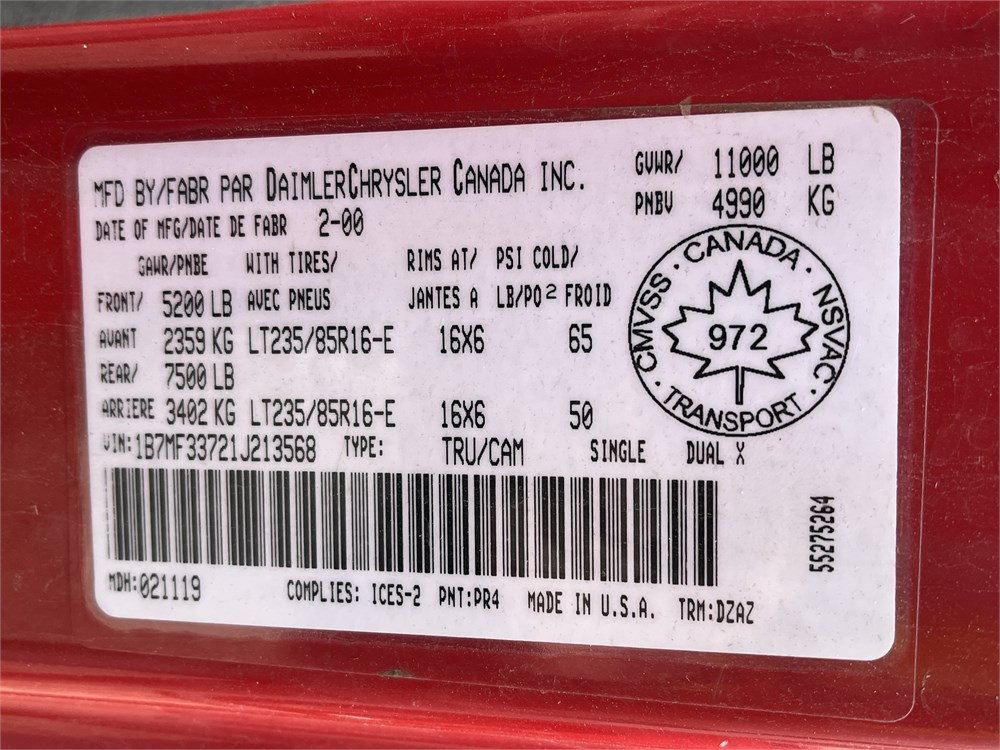 MFD BY/FABR PAR DAIMLERCHRYSLER CANADA INC.
GVWR/ 11000 LB
PNBV 4990 KG
DATE OF MFG/DATE DE FABR 2-00
GAWR/PNBE WITH TIRES/ RIMS AT/ PSI COLD/
FRONT/ 5200 LB AVEC PNEUS JANTES A LB/PO² FROID
AVANT 2359 KG LT235/85R16-E 16X6 65
REAR/ 7500 LB
ARRIERE 3402 KG LT235/85R16-E 16X6 50
CMVSS · CANADA · NSVAC · TRANSPORT ·
972
VIN:1B7MF33721J213568 TYPE: TRU/CAM SINGLE DUAL X
55275264
MDH:021119 COMPLIES: ICES-2 PNT:PR4 MADE IN U.S.A. TRM:DZAZ